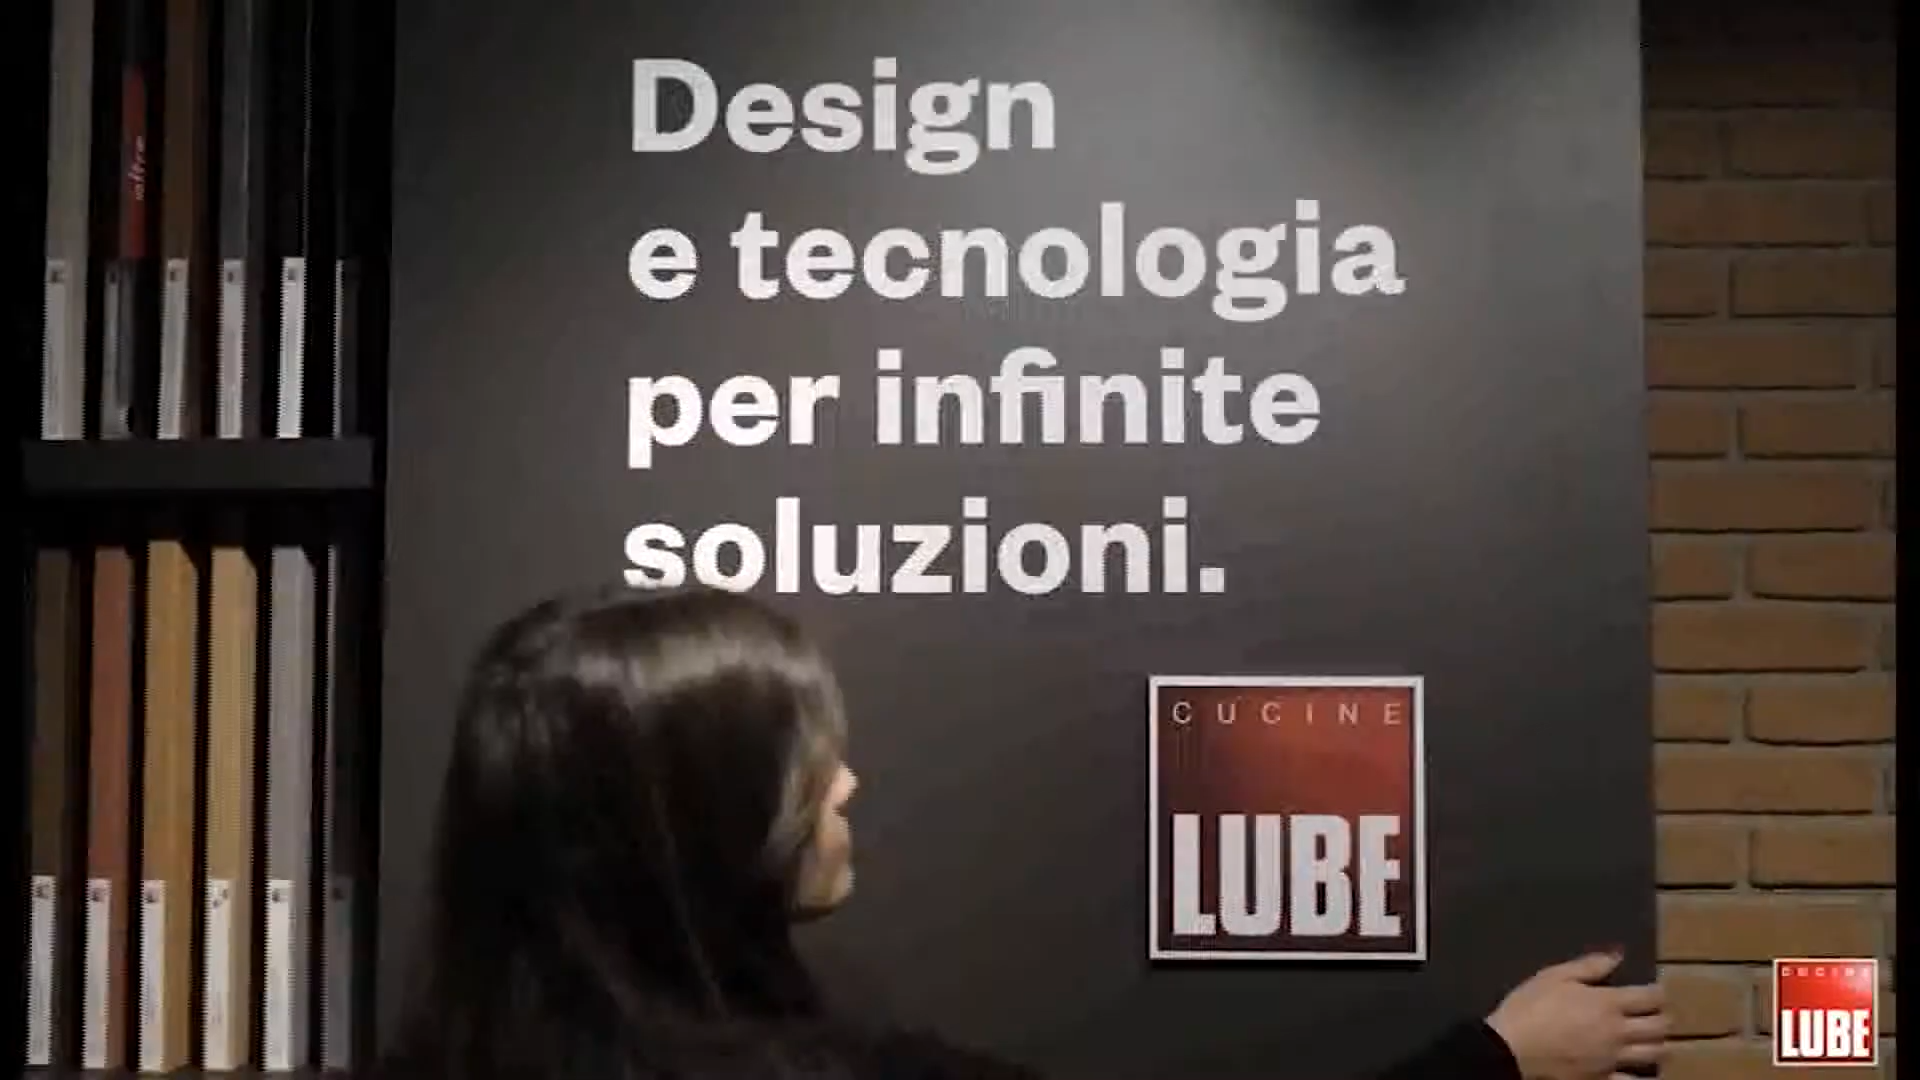 Design
e tecnologia
per infinite
soluzioni.
CUCINE
LUBE
CUCINE
LUBE